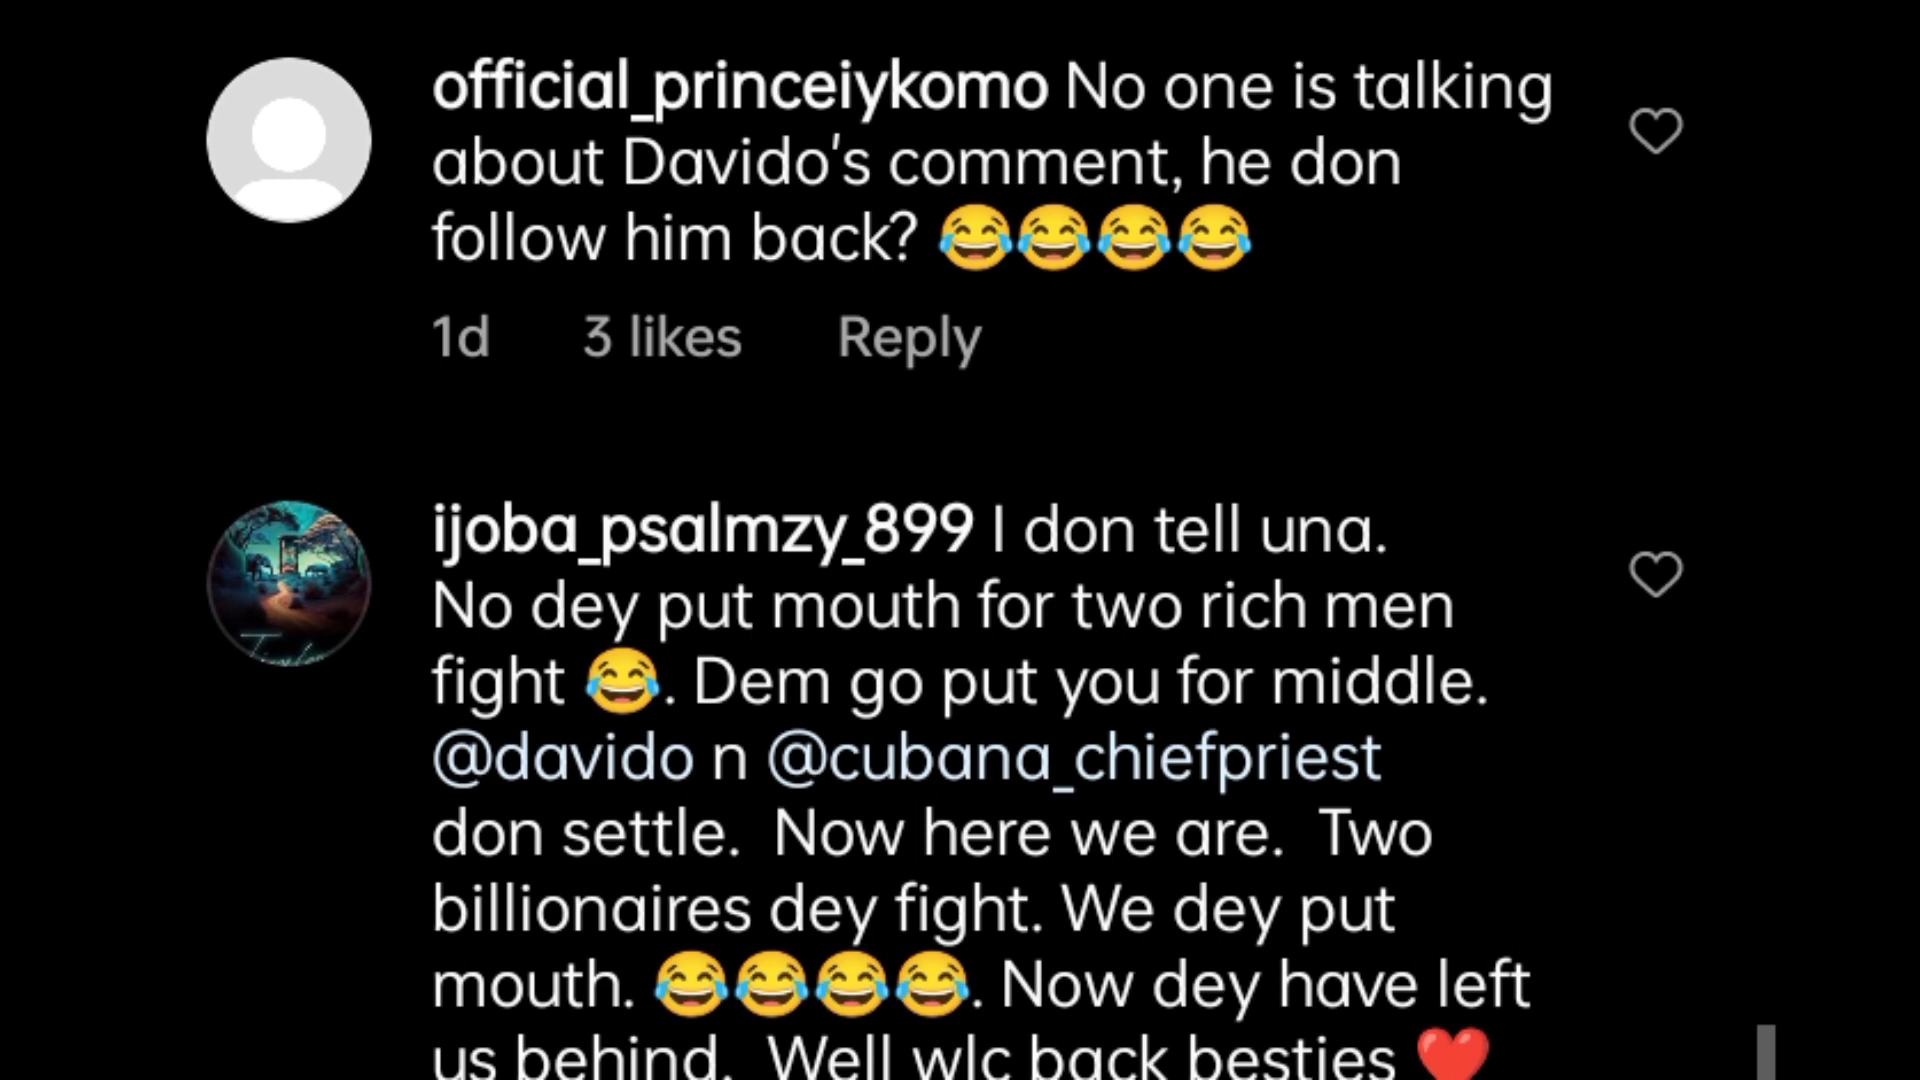 official_princeiykomo No one is talking
about Davido's comment, he don
follow him back? 😂😂😂😂
1d 3 likes Reply
ijoba_psalmzy_899 I don tell una.
No dey put mouth for two rich men
fight 😂. Dem go put you for middle.
@davido n @cubana_chiefpriest
don settle.  Now here we are.  Two
billionaires dey fight. We dey put
mouth. 😂😂😂😂. Now dey have left
us behind.  Well wlc back besties ❤️